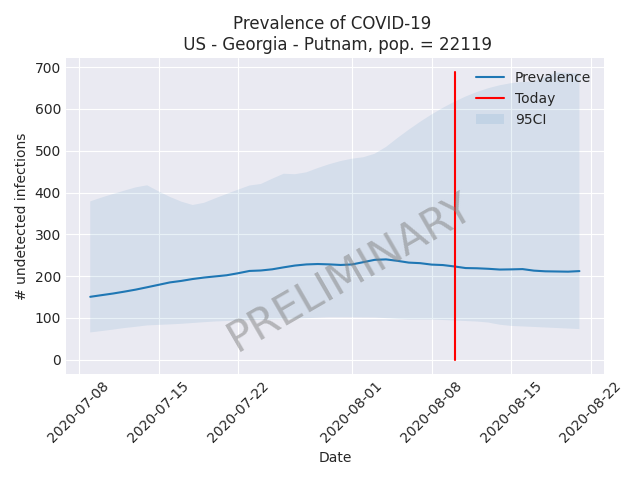 Prevalence of COVID-19
US - Georgia - Putnam, pop. = 22119
700
600
500
400
300
200
100
0
# undetected infections
Prevalence
Today
95CI
PRELIMINARY
2020-07-08
2020-07-15
2020-07-22
2020-08-01
2020-08-08
2020-08-15
2020-08-22
Date